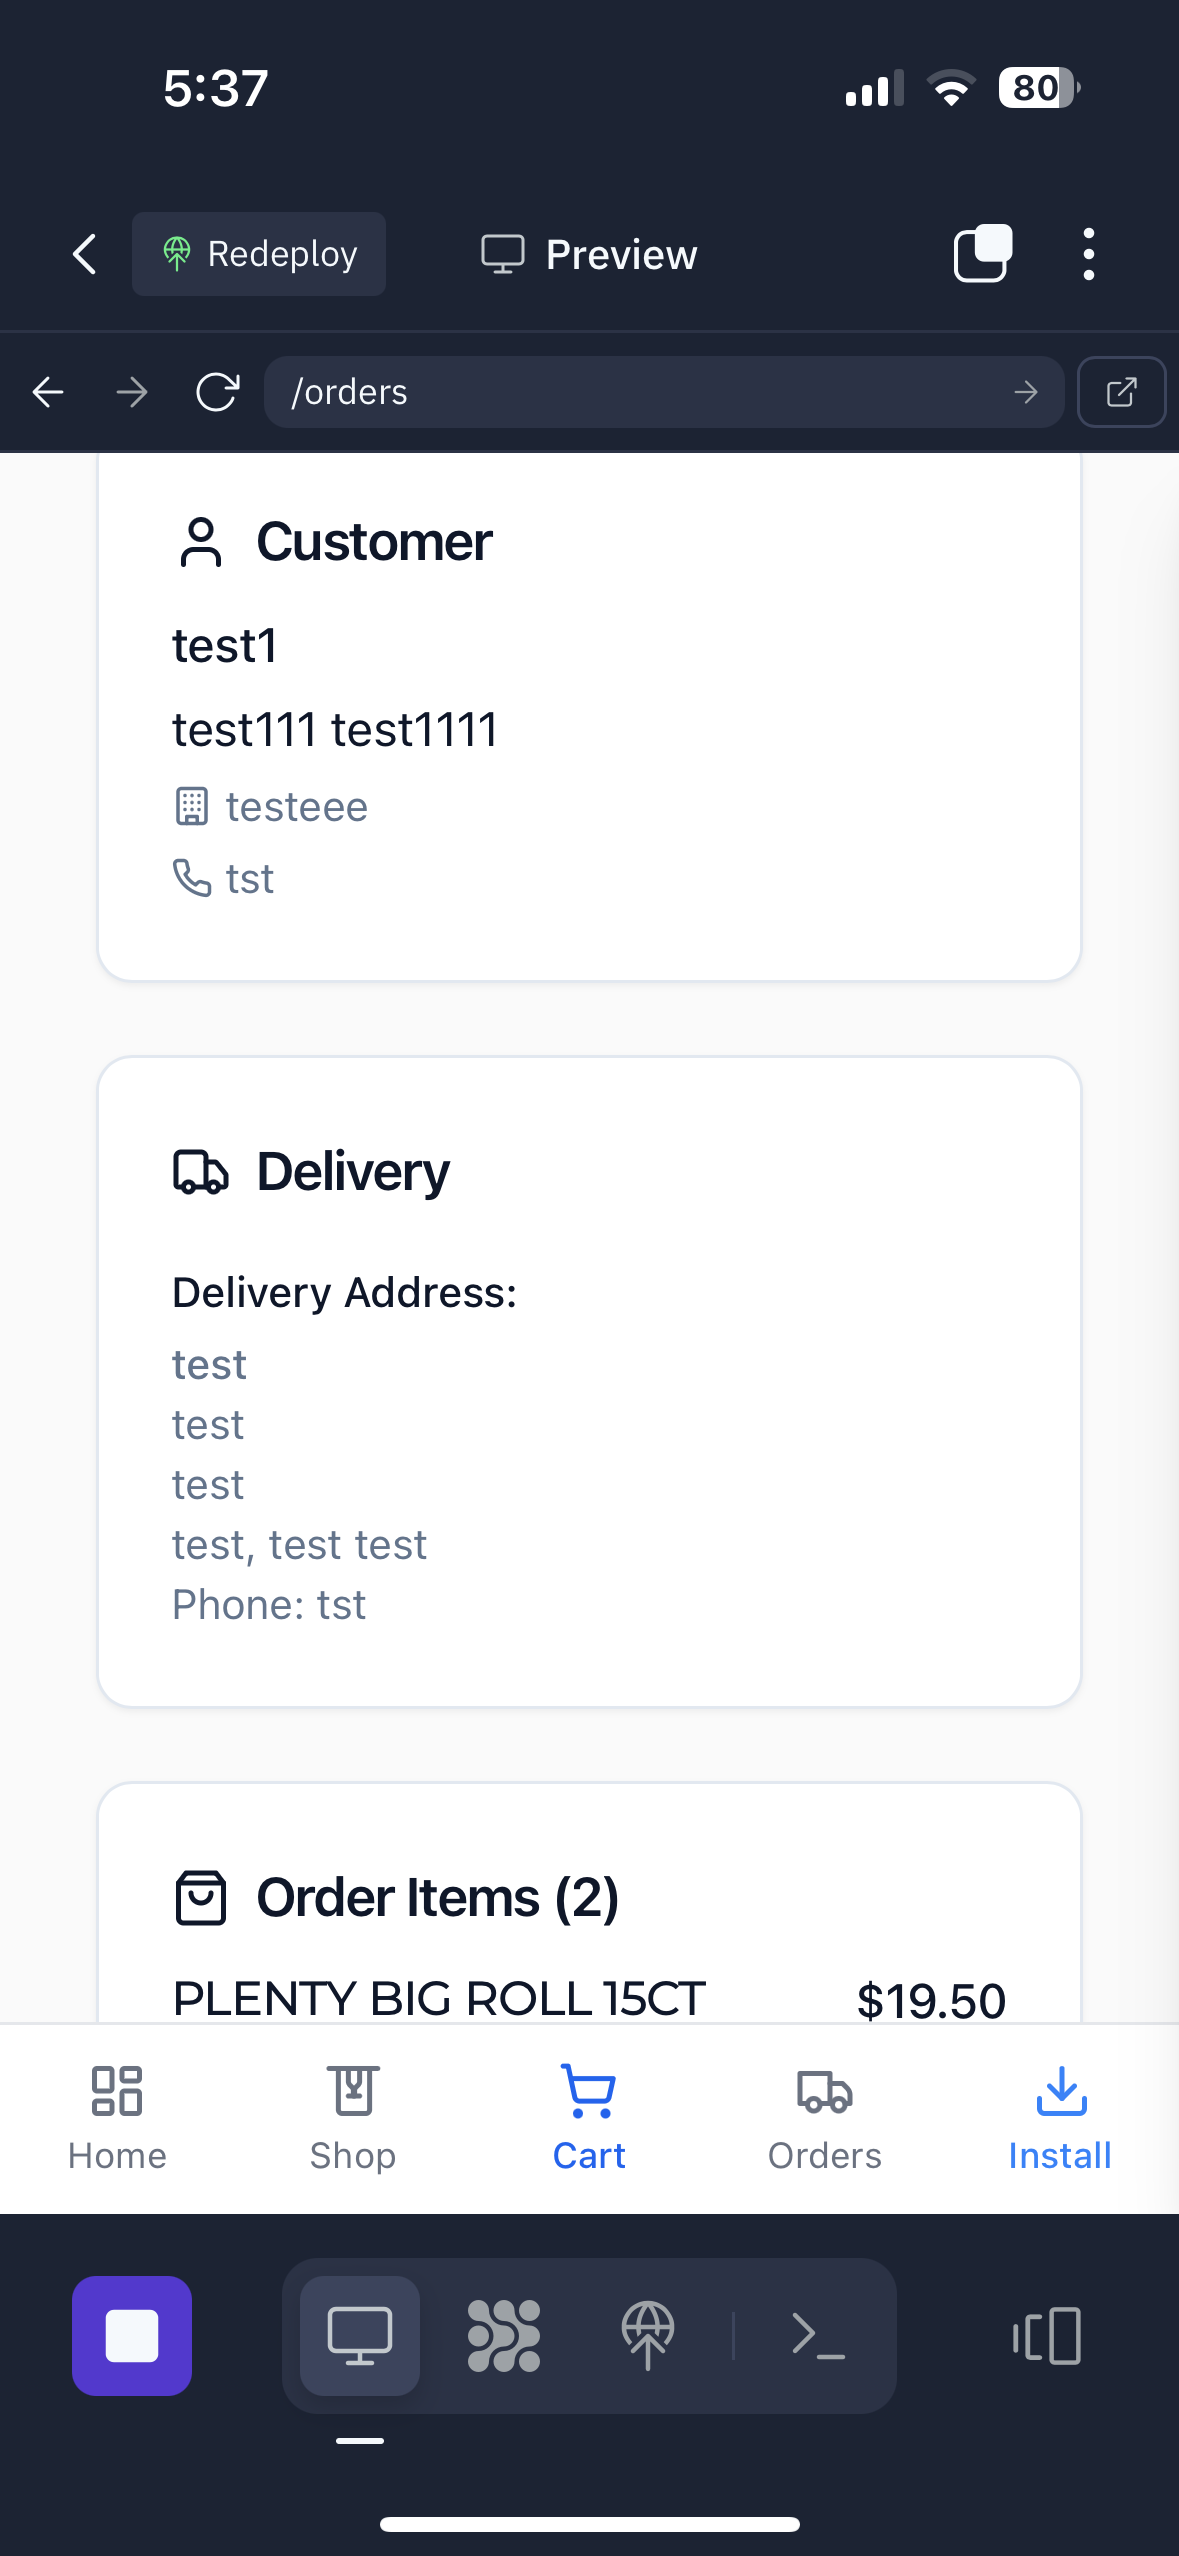 5:37
80
Redeploy
Preview
/orders
Customer
test1
test111 test1111
testeee
tst
Delivery
Delivery Address:
test
test
test
test, test test
Phone: tst
Order Items (2)
PLENTY BIG ROLL 15CT $19.50
Home Shop Cart Orders Install